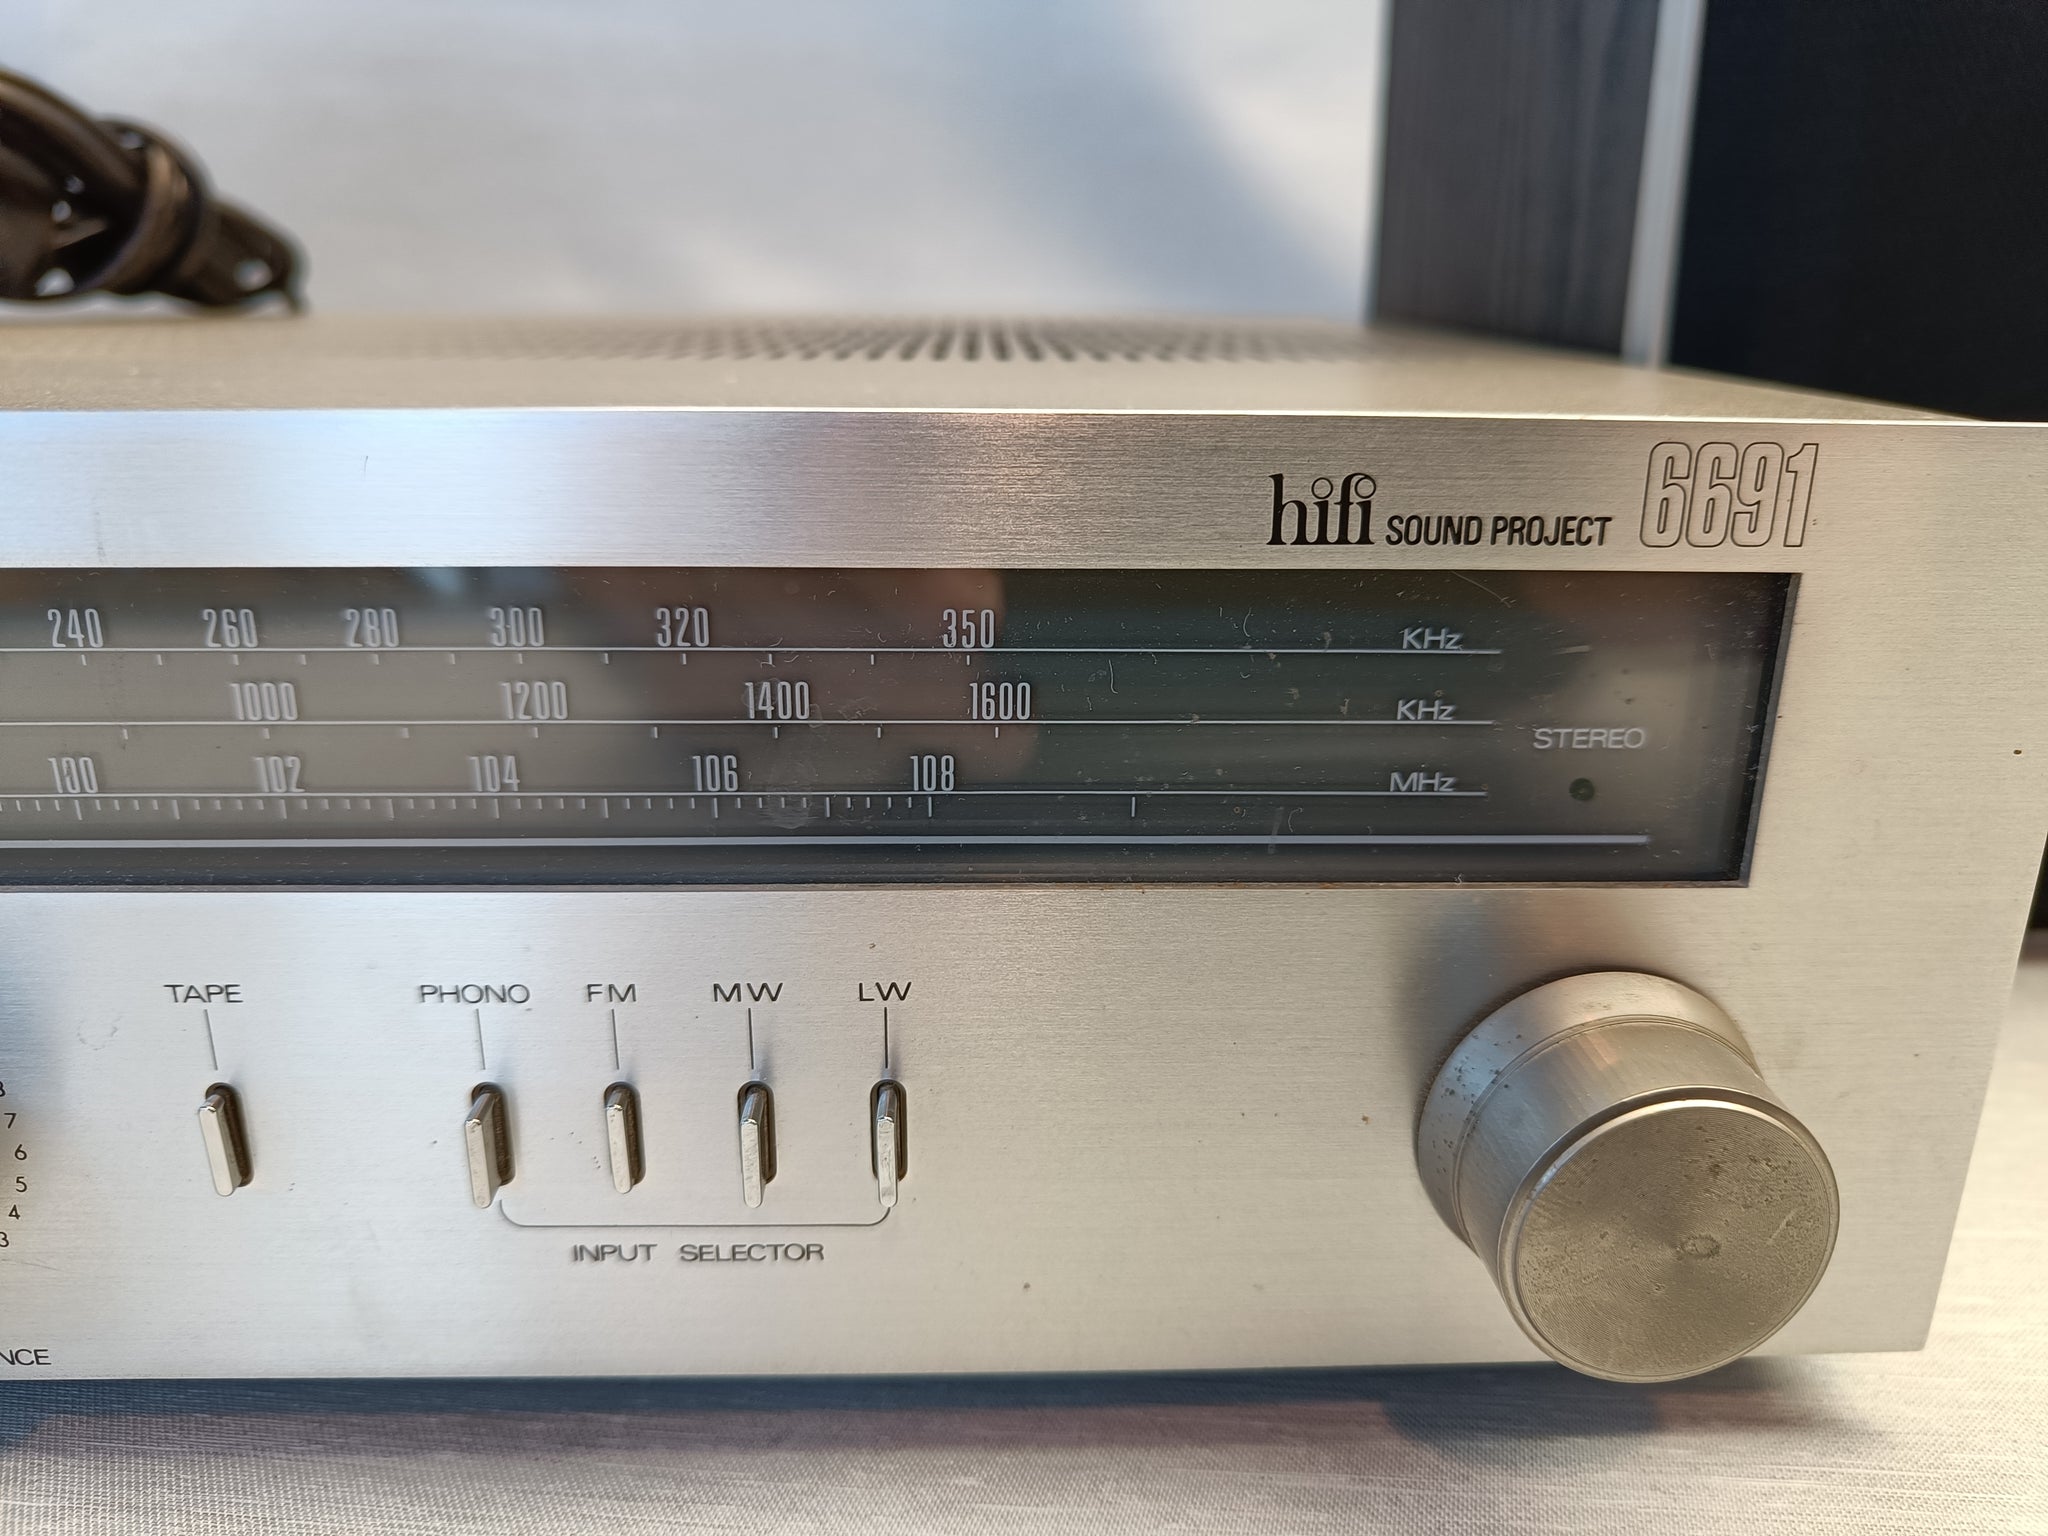 hifi SOUND PROJECT 6691
240 260 280 300 320 350 KHz
1000 1200 1400 1600 KHz
STEREO
100 102 104 106 108 MHz
TAPE PHONO FM MW LW
8
7
6
5
4
3
INPUT SELECTOR
NCE